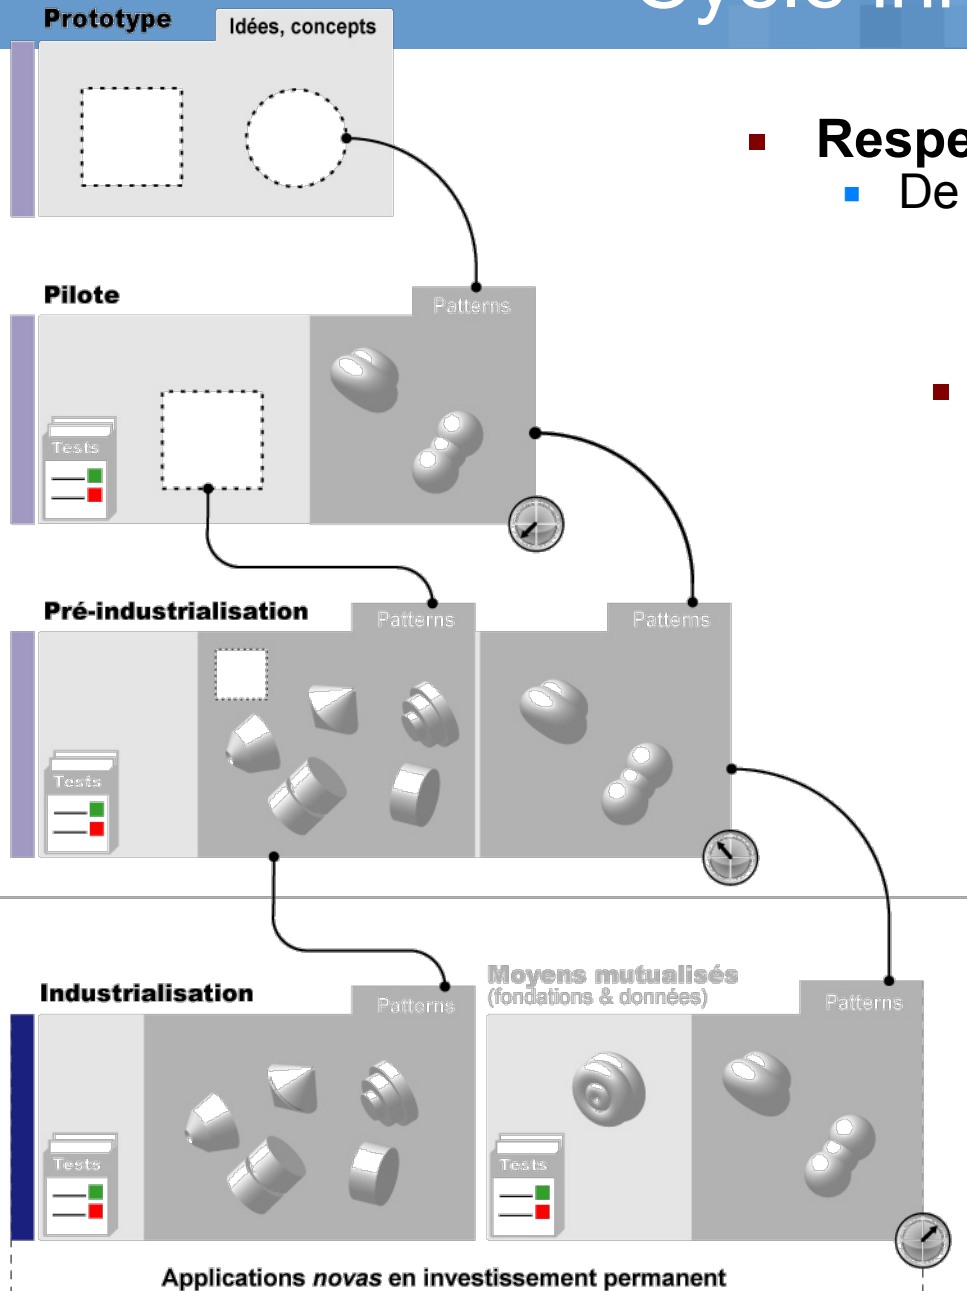 Prototype
Idées, concepts
De
Pilote
Patterns
Tests
Pré-industrialisation
Patterns
Patterns
Tests
Industrialisation
Patterns
Moyens mutualisés
(fondations & données)
Patterns
Tests
Tests
Applications novas en investissement permanent